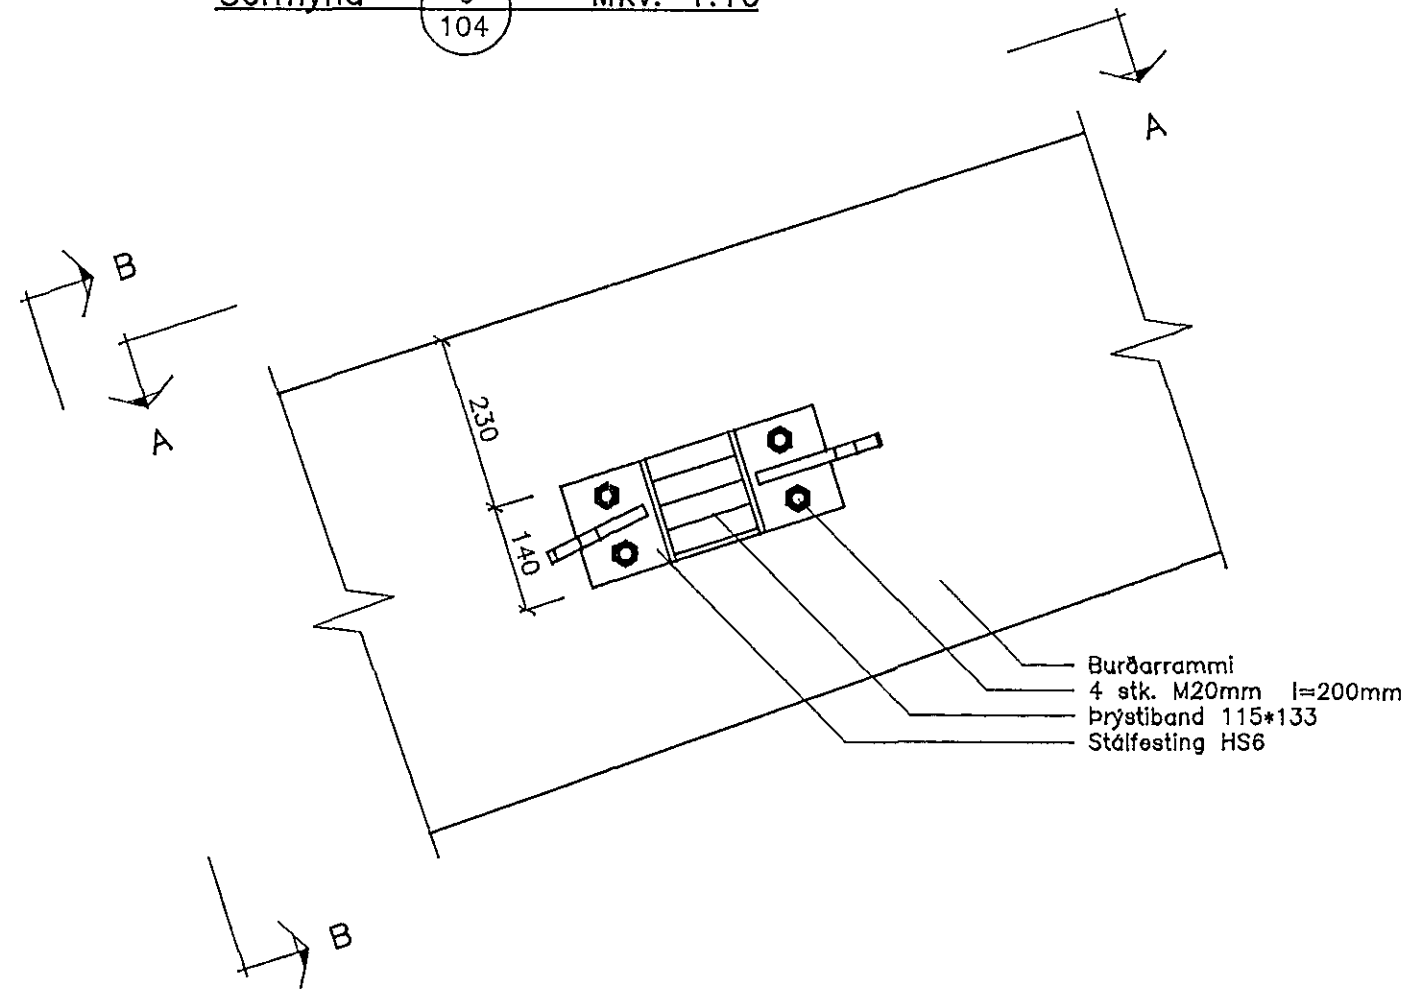 104
A
B
A
230
140
Burðarrammi
4 stk. M20mm l=200mm
Þrýstiband 115*133
Stálfesting HS6
B